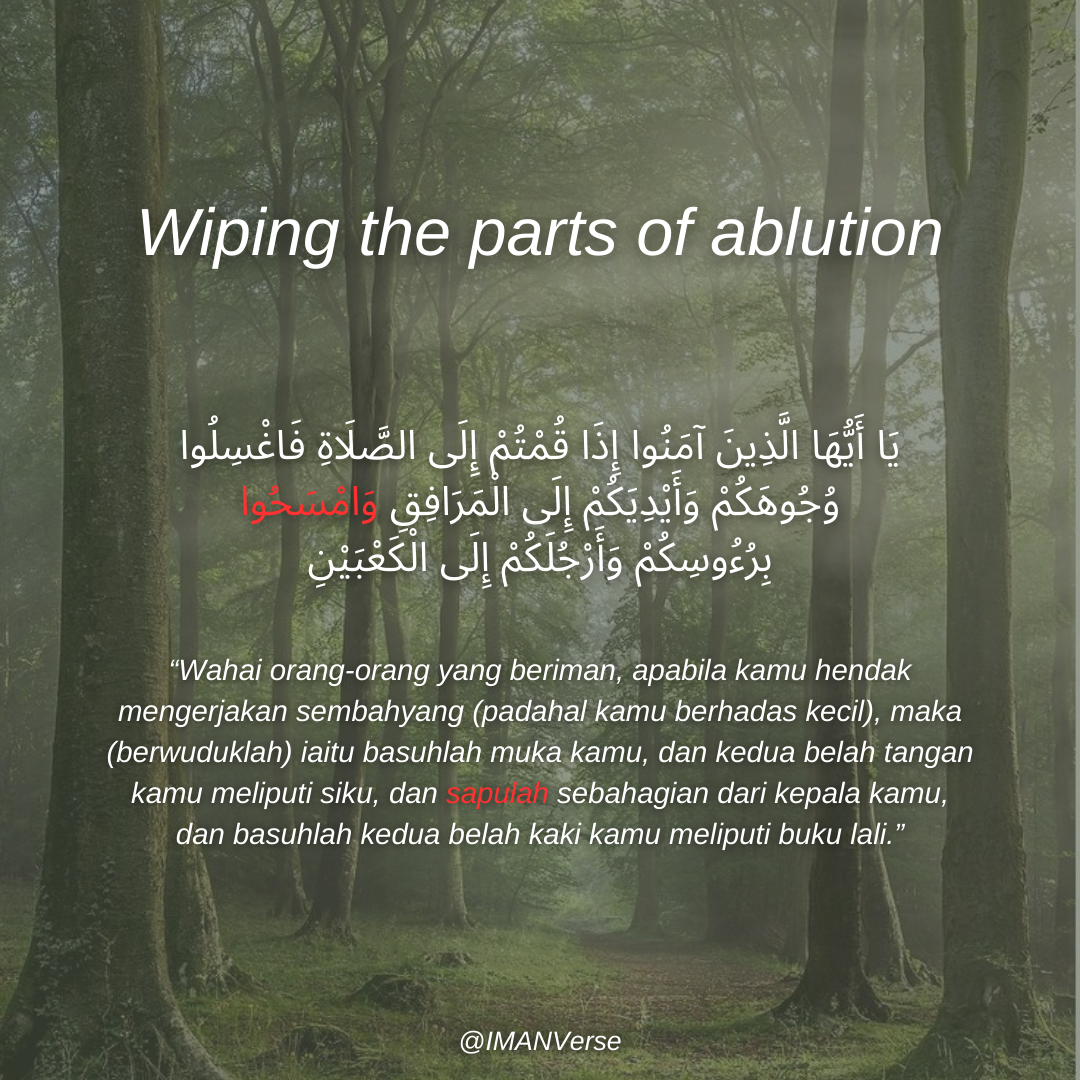 Wiping the parts of ablution
يَا أَيُّهَا الَّذِينَ آمَنُوا إِذَا قُمْتُمْ إِلَى الصَّلَاةِ فَاغْسِلُوا
وُجُوهَكُمْ وَأَيْدِيَكُمْ إِلَى الْمَرَافِقِ وَامْسَحُوا
بِرُءُوسِكُمْ وَأَرْجُلَكُمْ إِلَى الْكَعْبَيْنِ
“Wahai orang-orang yang beriman, apabila kamu hendak
mengerjakan sembahyang (padahal kamu berhadas kecil), maka
(berwuduklah) iaitu basuhlah muka kamu, dan kedua belah tangan
kamu meliputi siku, dan sapulah sebahagian dari kepala kamu,
dan basuhlah kedua belah kaki kamu meliputi buku lali.”
@IMANVerse